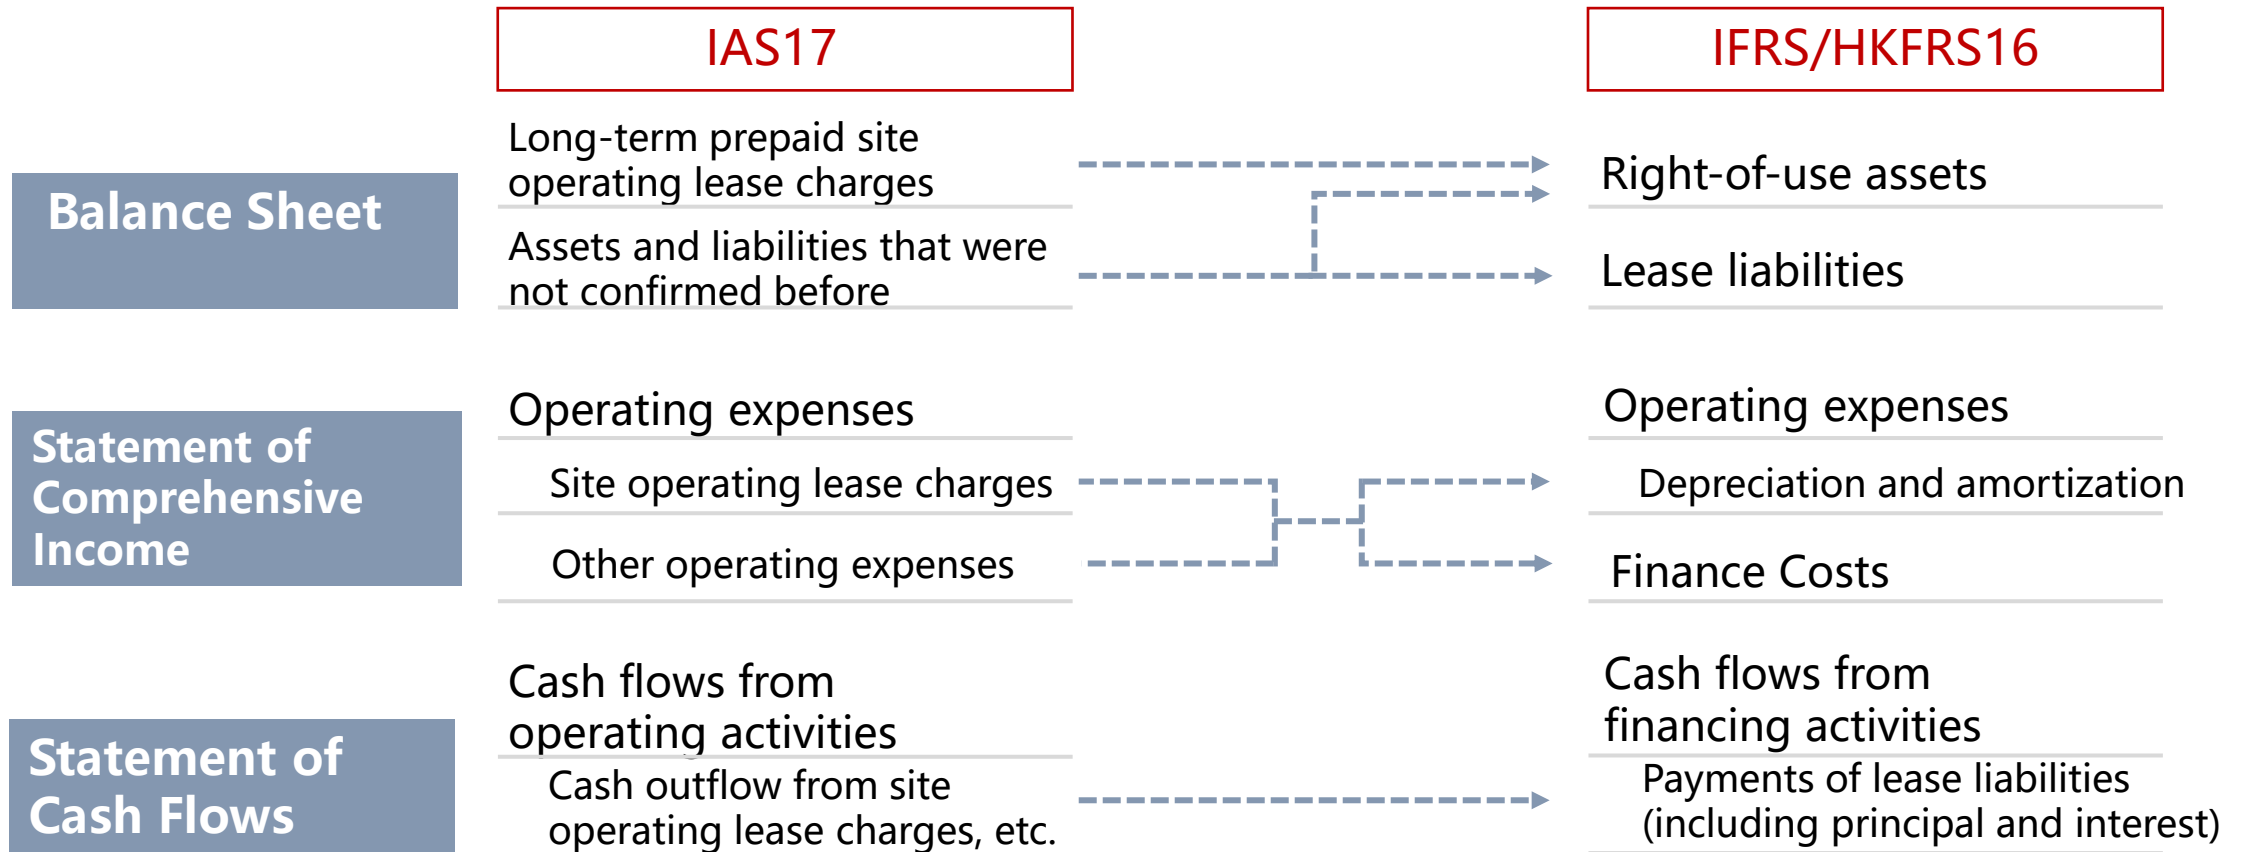 IAS17
IFRS/HKFRS16
Balance Sheet
Long-term prepaid site
operating lease charges
Right-of-use assets
Assets and liabilities that were
not confirmed before
Lease liabilities
Statement of
Comprehensive
Income
Operating expenses
Operating expenses
Site operating lease charges
Depreciation and amortization
Other operating expenses
Finance Costs
Statement of
Cash Flows
Cash flows from
operating activities
Cash flows from
financing activities
Cash outflow from site
operating lease charges, etc.
Payments of lease liabilities
(including principal and interest)